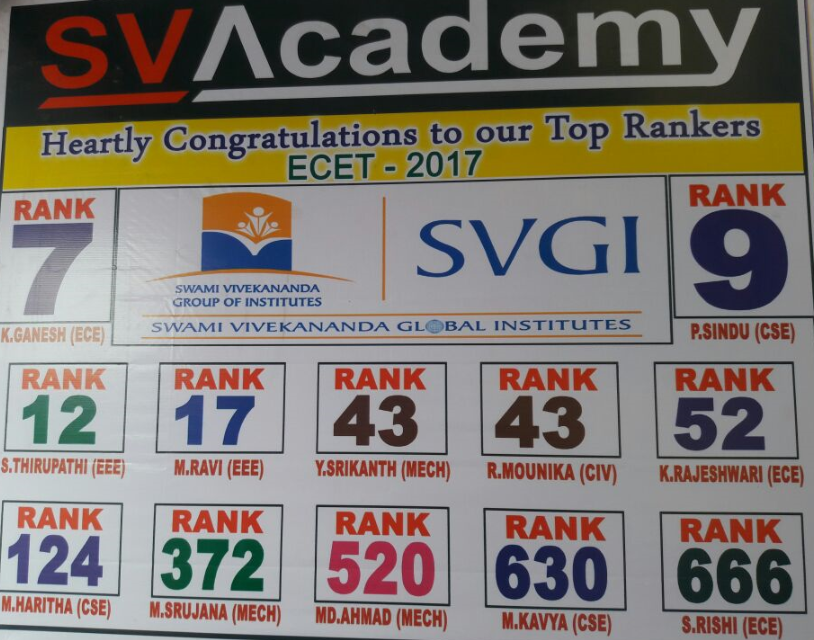 SVAcademy
Heartly Congratulations to our Top Rankers
ECET - 2017
RANK
7
K.GANESH (ECE)
SWAMI VIVEKANANDA
GROUP OF INSTITUTES
SVGI
SWAMI VIVEKANANDA GLOBAL INSTITUTES
RANK
9
P.SINDU (CSE)
RANK
12
S.THIRUPATHI (EEE)
RANK
17
M.RAVI (EEE)
RANK
43
Y.SRIKANTH (MECH)
RANK
43
R.MOUNIKA (CIV)
RANK
52
K.RAJESHWARI (ECE)
RANK
124
M.HARITHA (CSE)
RANK
372
M.SRUJANA (MECH)
RANK
520
MD.AHMAD (MECH)
RANK
630
M.KAVYA (CSE)
RANK
666
S.RISHI (ECE)